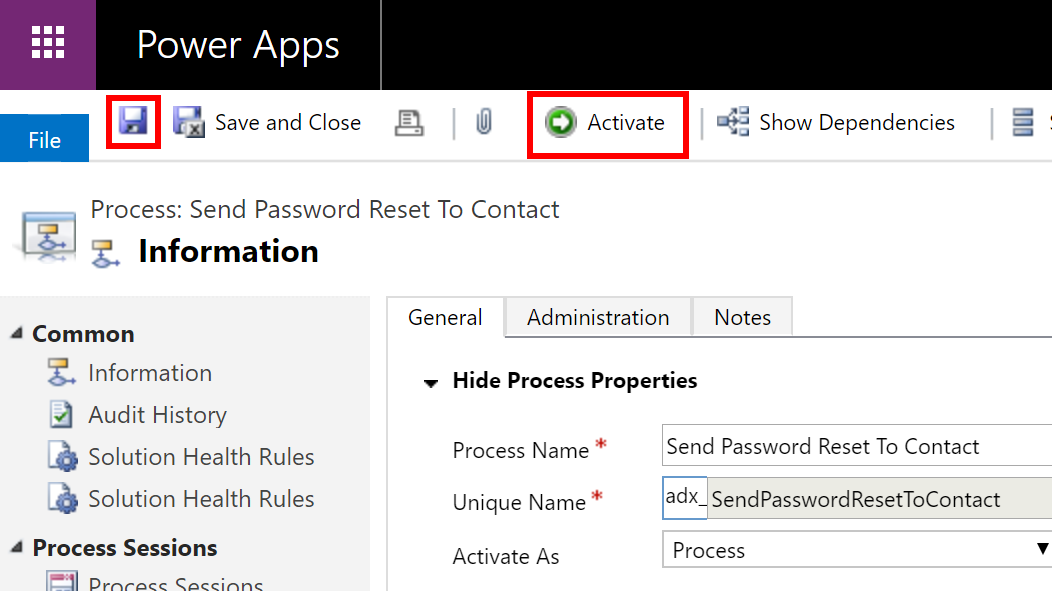 Power Apps
File
Save and Close
Activate
Show Dependencies
Process: Send Password Reset To Contact
Information
Common
Information
Audit History
Solution Health Rules
Solution Health Rules
Process Sessions
Process Sessions
General Administration Notes
Hide Process Properties
Process Name * Send Password Reset To Contact
Unique Name * adx_ SendPasswordResetToContact
Activate As Process